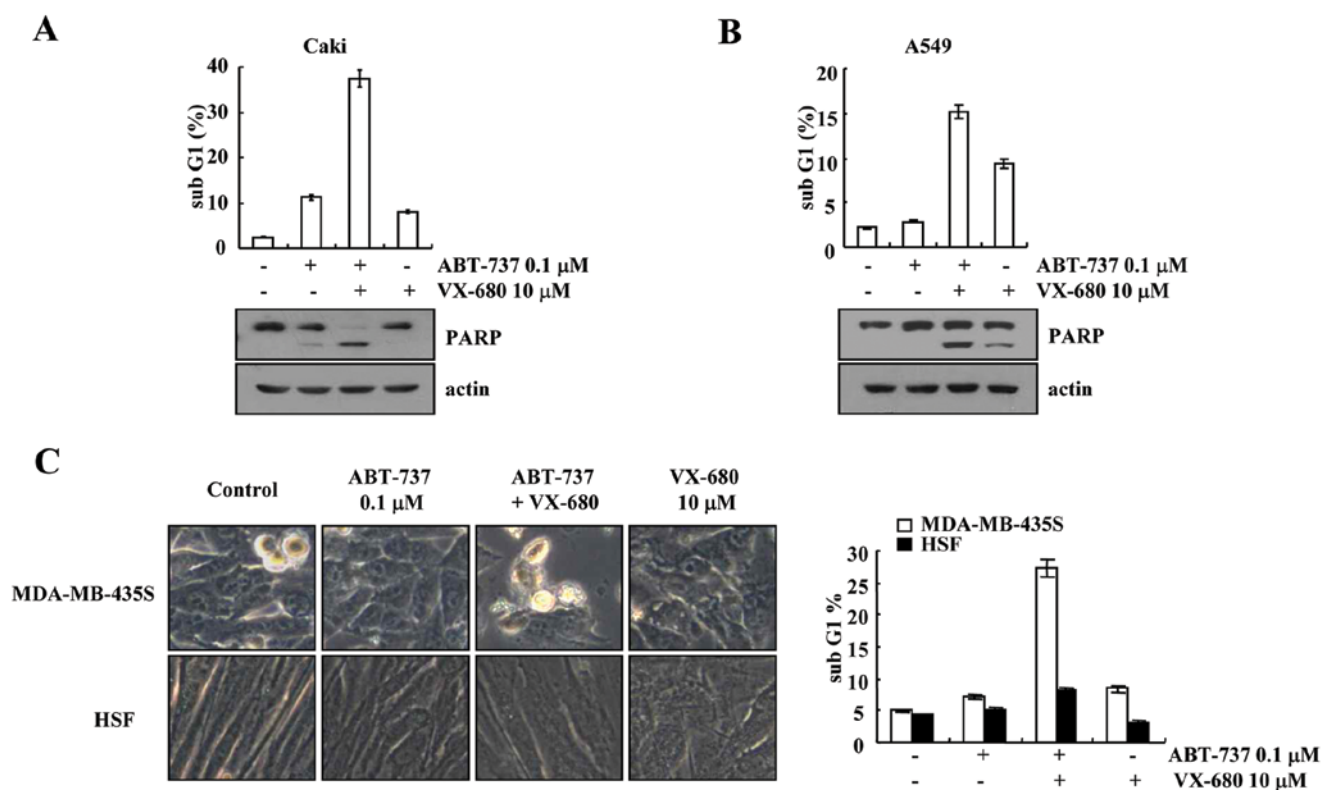 A
Caki
sub G1 (%)
40
30
20
10
0
- + + - ABT-737 0.1 μM
- - + + VX-680 10 μM
PARP
actin
B
A549
sub G1 (%)
20
15
10
5
0
- + + - ABT-737 0.1 μM
- - + + VX-680 10 μM
PARP
actin
C
Control
ABT-737
0.1 μM
ABT-737
+ VX-680
VX-680
10 μM
MDA-MB-435S
HSF
MDA-MB-435S
HSF
sub G1 %
30
25
20
15
10
5
0
- + + - ABT-737 0.1 μM
- - + + VX-680 10 μM